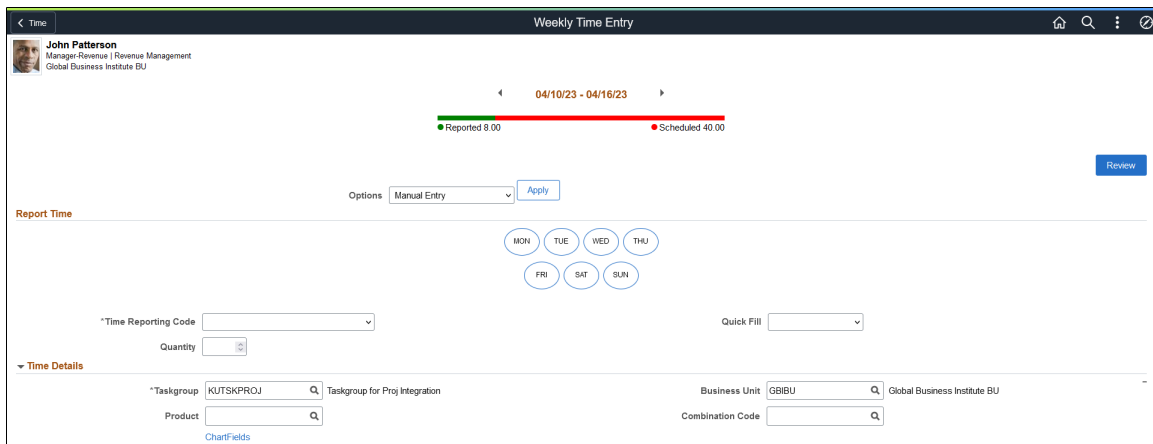 Time
Weekly Time Entry
John Patterson
Manager-Revenue | Revenue Management
Global Business Institute BU
04/10/23 - 04/16/23
Reported 8.00 Scheduled 40.00
Review
Options Manual Entry Apply
Report Time
MON TUE WED THU
FRI SAT SUN
*Time Reporting Code Quick Fill
Quantity
Time Details
*Taskgroup KUTSKPROJ Taskgroup for Proj Integration Business Unit GBIBU Global Business Institute BU
Product Combination Code
ChartFields